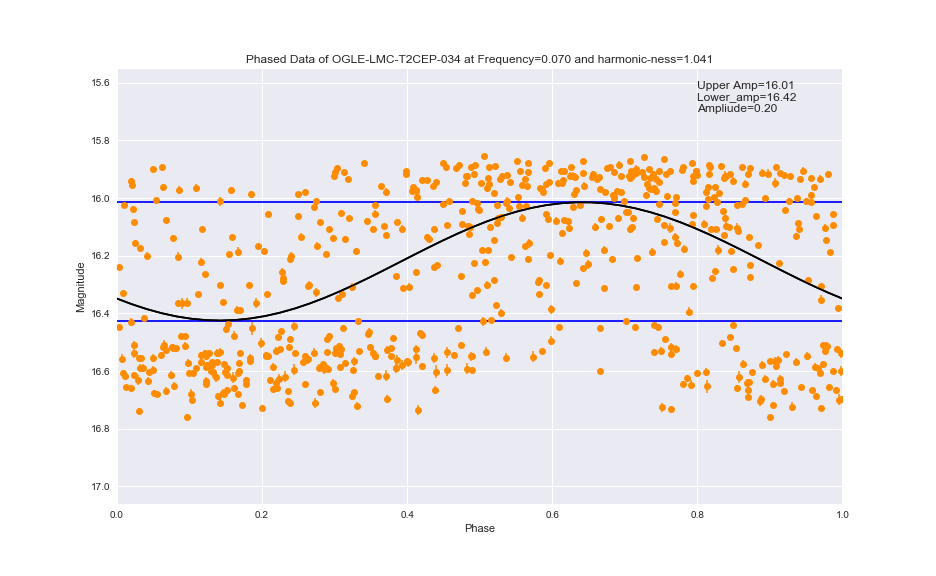 Phased Data of OGLE-LMC-T2CEP-034 at Frequency=0.070 and harmonic-ness=1.041
Upper Amp=16.01
Lower_amp=16.42
Ampliude=0.20
15.6
15.8
16.0
16.2
16.4
16.6
16.8
17.0
Magnitude
0.0 0.2 0.4 0.6 0.8 1.0
Phase